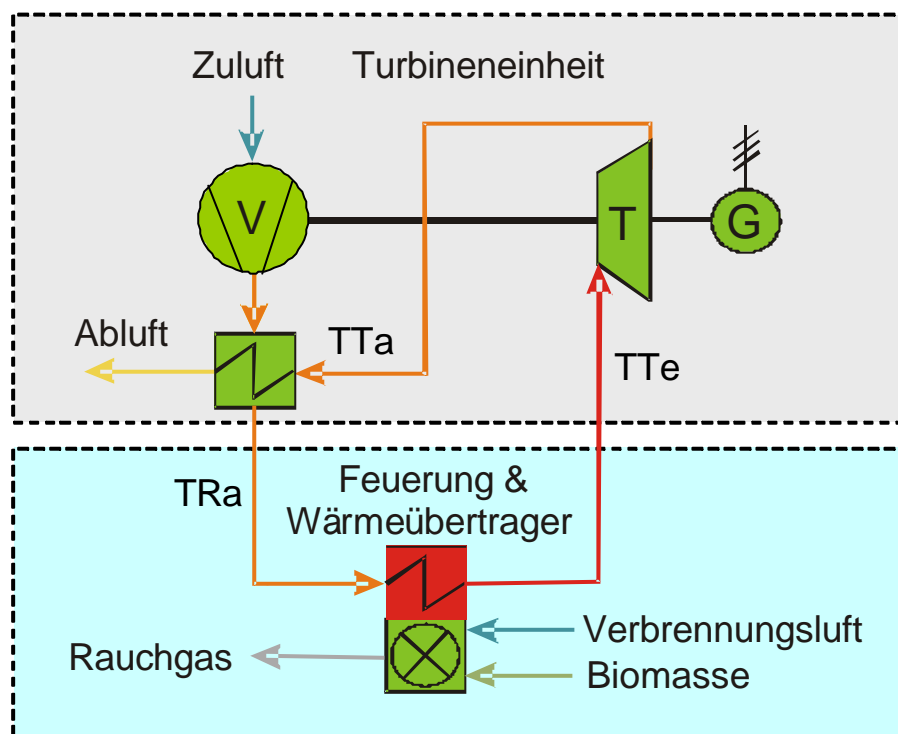 Zuluft
Turbineneinheit
V
T
G
Abluft
TTa
TTe
TRa
Feuerung &
Wärmeübertrager
Verbrennungsluft
Rauchgas
Biomasse